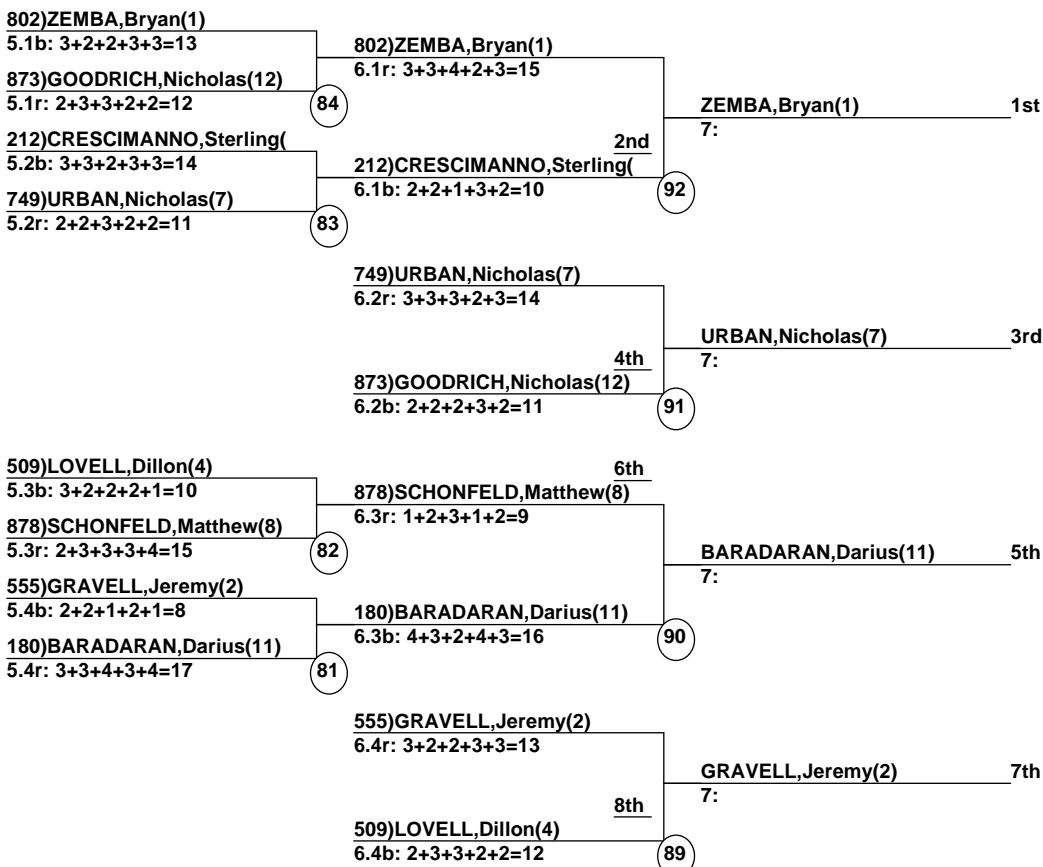 802)ZEMBA,Bryan(1)
5.1b: 3+2+2+3+3=13
873)GOODRICH,Nicholas(12)
5.1r: 2+3+3+2+2=12
84
212)CRESCIMANNO,Sterling(
5.2b: 3+3+2+3+3=14
749)URBAN,Nicholas(7)
5.2r: 2+2+3+2+2=11
83
802)ZEMBA,Bryan(1)
6.1r: 3+3+4+2+3=15
2nd
212)CRESCIMANNO,Sterling(
6.1b: 2+2+1+3+2=10
92
ZEMBA,Bryan(1)
1st
7:
749)URBAN,Nicholas(7)
6.2r: 3+3+3+2+3=14
4th
873)GOODRICH,Nicholas(12)
6.2b: 2+2+2+3+2=11
91
URBAN,Nicholas(7)
3rd
7:
509)LOVELL,Dillon(4)
5.3b: 3+2+2+2+1=10
878)SCHONFELD,Matthew(8)
5.3r: 2+3+3+3+4=15
82
555)GRAVELL,Jeremy(2)
5.4b: 2+2+1+2+1=8
180)BARADARAN,Darius(11)
5.4r: 3+3+4+3+4=17
81
6th
878)SCHONFELD,Matthew(8)
6.3r: 1+2+3+1+2=9
180)BARADARAN,Darius(11)
6.3b: 4+3+2+4+3=16
90
BARADARAN,Darius(11)
5th
7:
555)GRAVELL,Jeremy(2)
6.4r: 3+2+2+3+3=13
8th
509)LOVELL,Dillon(4)
6.4b: 2+3+3+2+2=12
89
GRAVELL,Jeremy(2)
7th
7: